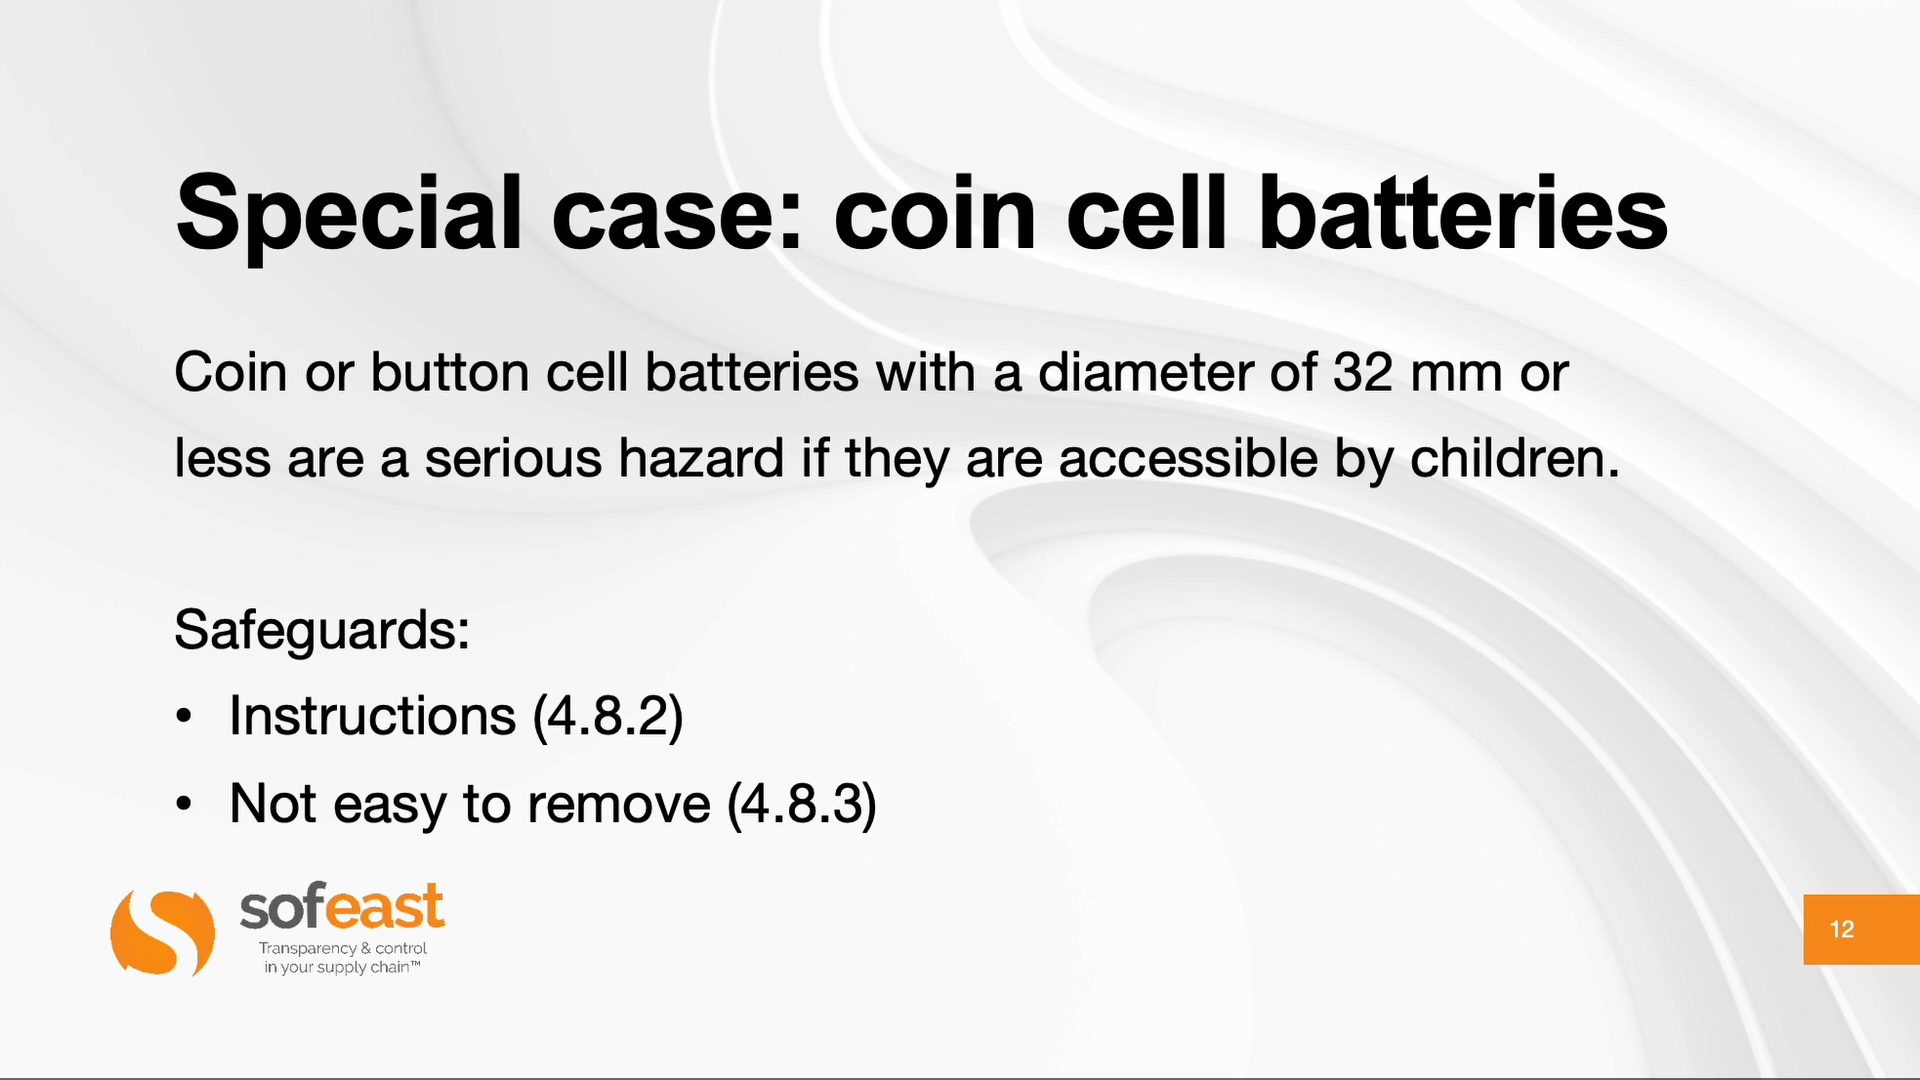 Special case: coin cell batteries
Coin or button cell batteries with a diameter of 32 mm or
less are a serious hazard if they are accessible by children.
Safeguards:
• Instructions (4.8.2)
• Not easy to remove (4.8.3)
sofeast
Transparency & control
in your supply chain™
12